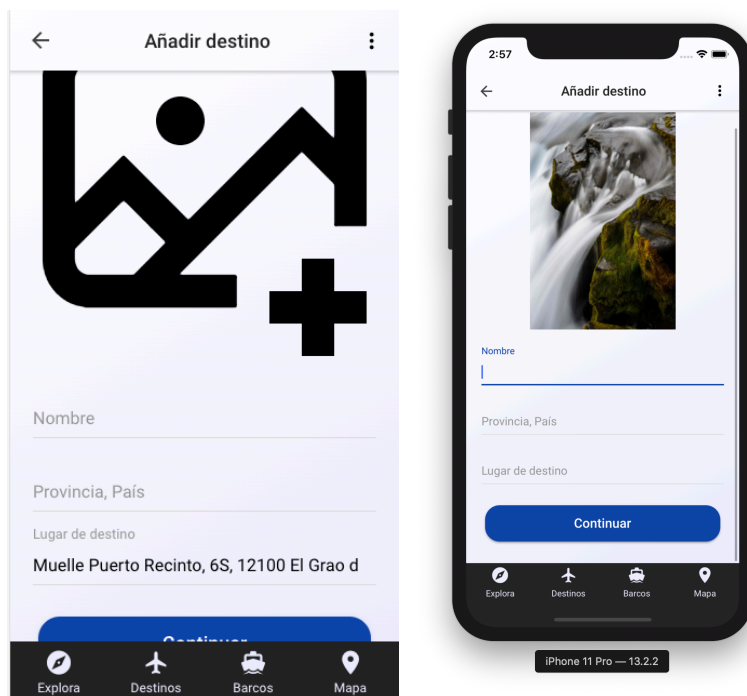 Añadir destino
Nombre
Provincia, País
Lugar de destino
Muelle Puerto Recinto, 6S, 12100 El Grao d
Continuar
Explora
Destinos
Barcos
Mapa
2:57
Añadir destino
Nombre
Provincia, País
Lugar de destino
Continuar
Explora
Destinos
Barcos
Mapa
iPhone 11 Pro — 13.2.2